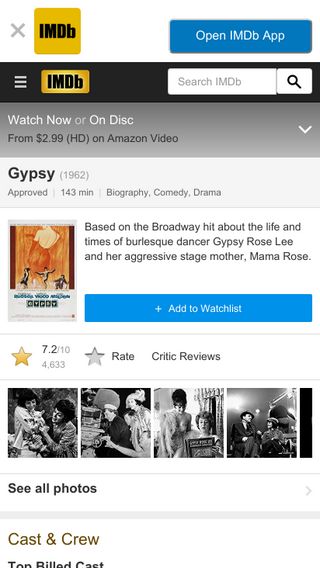 IMDb
Open IMDb App
IMDb
Search IMDb
Watch Now or On Disc
From $2.99 (HD) on Amazon Video
Gypsy (1962)
Approved | 143 min | Biography, Comedy, Drama
Based on the Broadway hit about the life and
times of burlesque dancer Gypsy Rose Lee
and her aggressive stage mother, Mama Rose.
GYPSY
+ Add to Watchlist
7.2/10
4,633
Rate
Critic Reviews
See all photos
Cast & Crew
Top Billed Cast